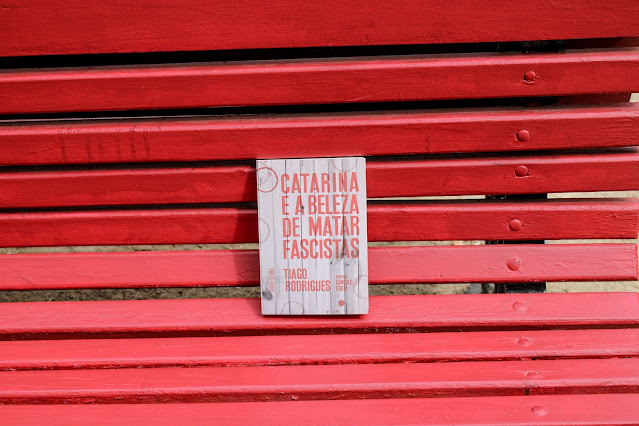 CATARINA
E A BELEZA
DE MATAR
FASCISTAS
TIAGO
RODRIGUES